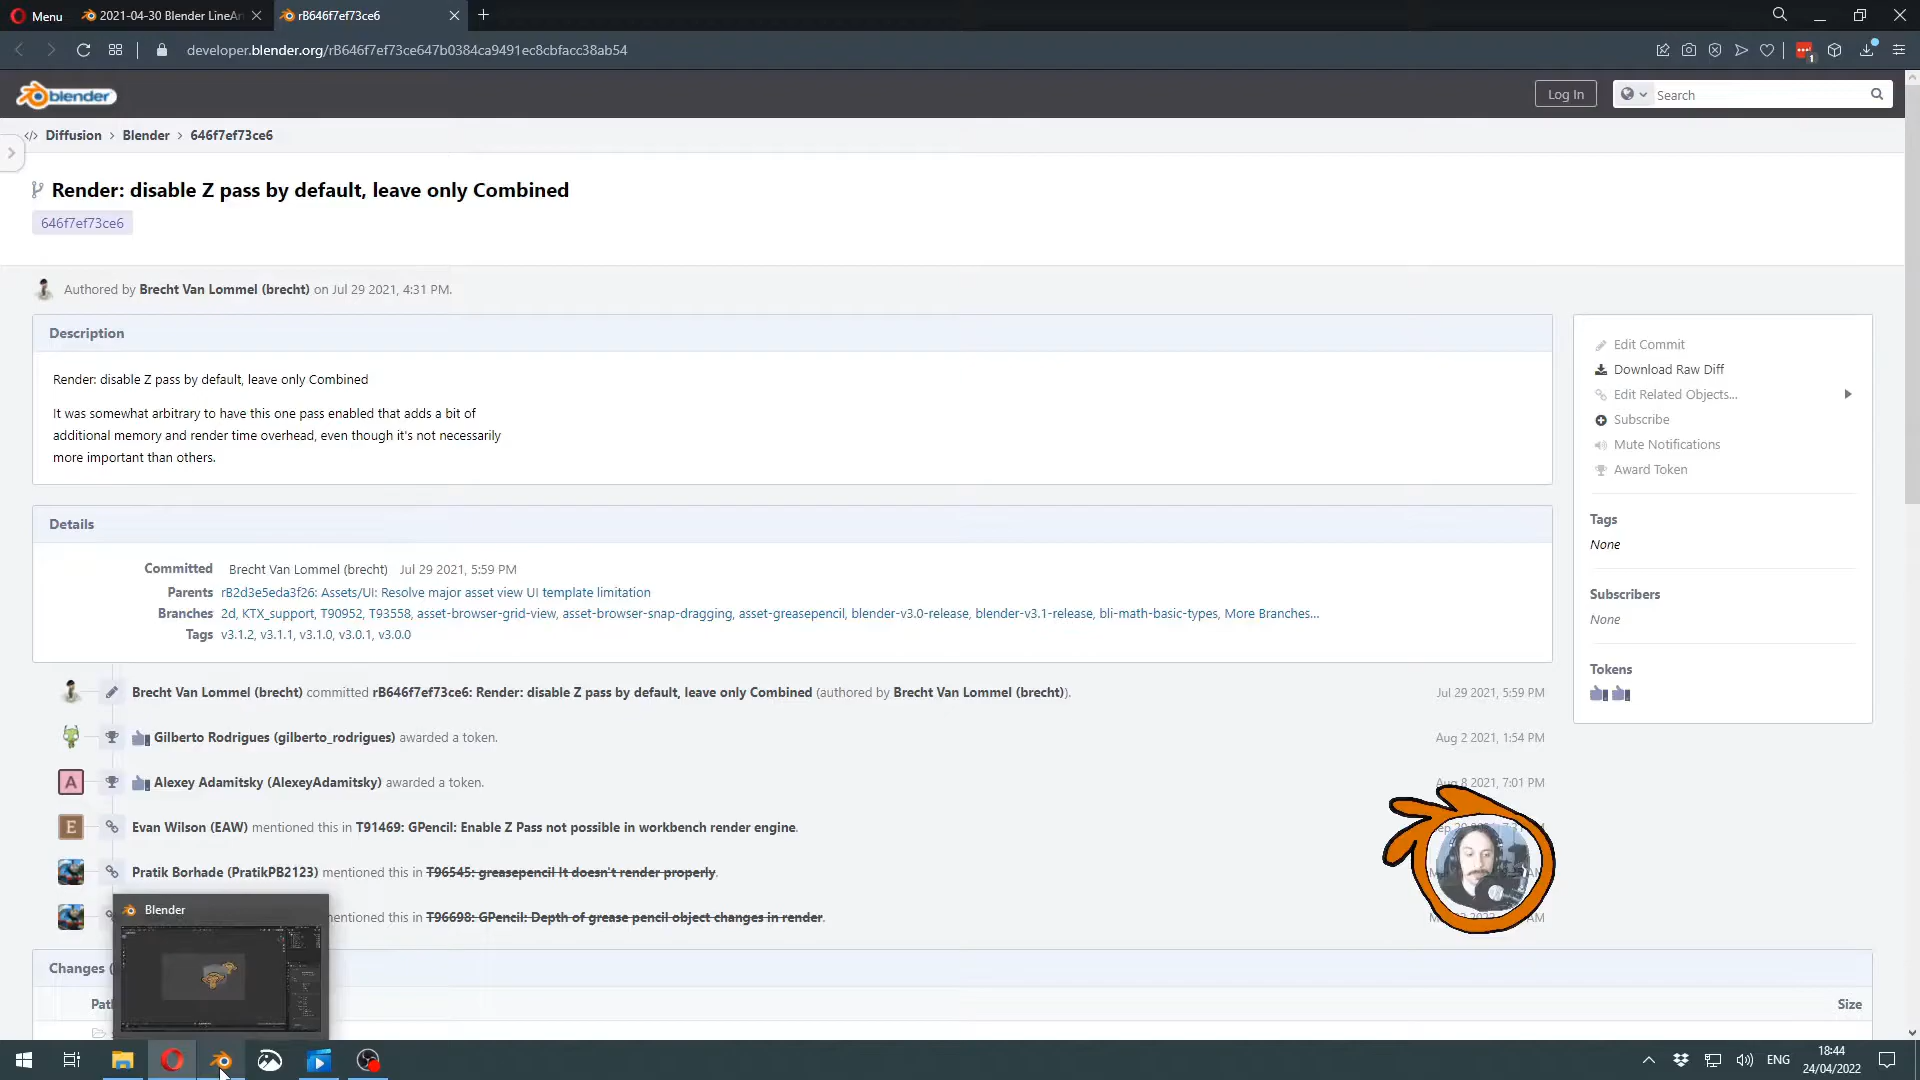 Menu
2021-04-30 Blender LineAr
rB646f7ef73ce6
developer.blender.org/rB646f7ef73ce647b0384ca9491ec8cbfacc38ab54
blender
Log In
Search
Diffusion > Blender > 646f7ef73ce6
Render: disable Z pass by default, leave only Combined
646f7ef73ce6
Authored by Brecht Van Lommel (brecht) on Jul 29 2021, 4:31 PM.
Description
Render: disable Z pass by default, leave only Combined
It was somewhat arbitrary to have this one pass enabled that adds a bit of
additional memory and render time overhead, even though it's not necessarily
more important than others.
Edit Commit
Download Raw Diff
Edit Related Objects...
Subscribe
Mute Notifications
Award Token
Tags
None
Subscribers
None
Tokens
Details
Committed Brecht Van Lommel (brecht) Jul 29 2021, 5:59 PM
Parents rB2d3e5eda3f26: Assets/UI: Resolve major asset view UI template limitation
Branches 2d, KTX_support, T90952, T93558, asset-browser-grid-view, asset-browser-snap-dragging, asset-greasepencil, blender-v3.0-release, blender-v3.1-release, bli-math-basic-types, More Branches...
Tags v3.1.2, v3.1.1, v3.1.0, v3.0.1, v3.0.0
Brecht Van Lommel (brecht) committed rB646f7ef73ce6: Render: disable Z pass by default, leave only Combined (authored by Brecht Van Lommel (brecht)).
Jul 29 2021, 5:59 PM
Gilberto Rodrigues (gilberto_rodrigues) awarded a token.
Aug 2 2021, 1:54 PM
A
Alexey Adamitsky (AlexeyAdamitsky) awarded a token.
Aug 8 2021, 7:01 PM
E
Evan Wilson (EAW) mentioned this in T91469: GPencil: Enable Z Pass not possible in workbench render engine.
Pratik Borhade (PratikPB2123) mentioned this in T96545: greasepencil It doesn't render properly.
entioned this in T96698: GPencil: Depth of grease pencil object changes in render.
Blender
Changes (
Pat
Size
ENG
18:44
24/04/2022